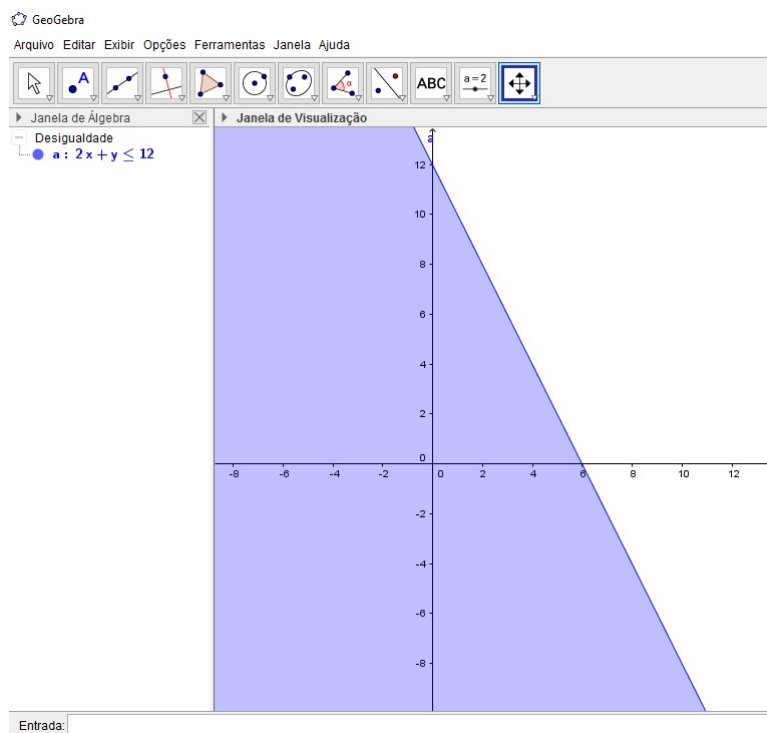 GeoGebra
Arquivo Editar Exibir Opções Ferramentas Janela Ajuda
A
α
ABC
a=2
Janela de Álgebra
Janela de Visualização
Desigualdade
a : 2 x + y ≤ 12
a
12
10
8
6
4
2
0
-8 -6 -4 -2 0 2 4 6 8 10 12
-2
-4
-6
-8
Entrada: